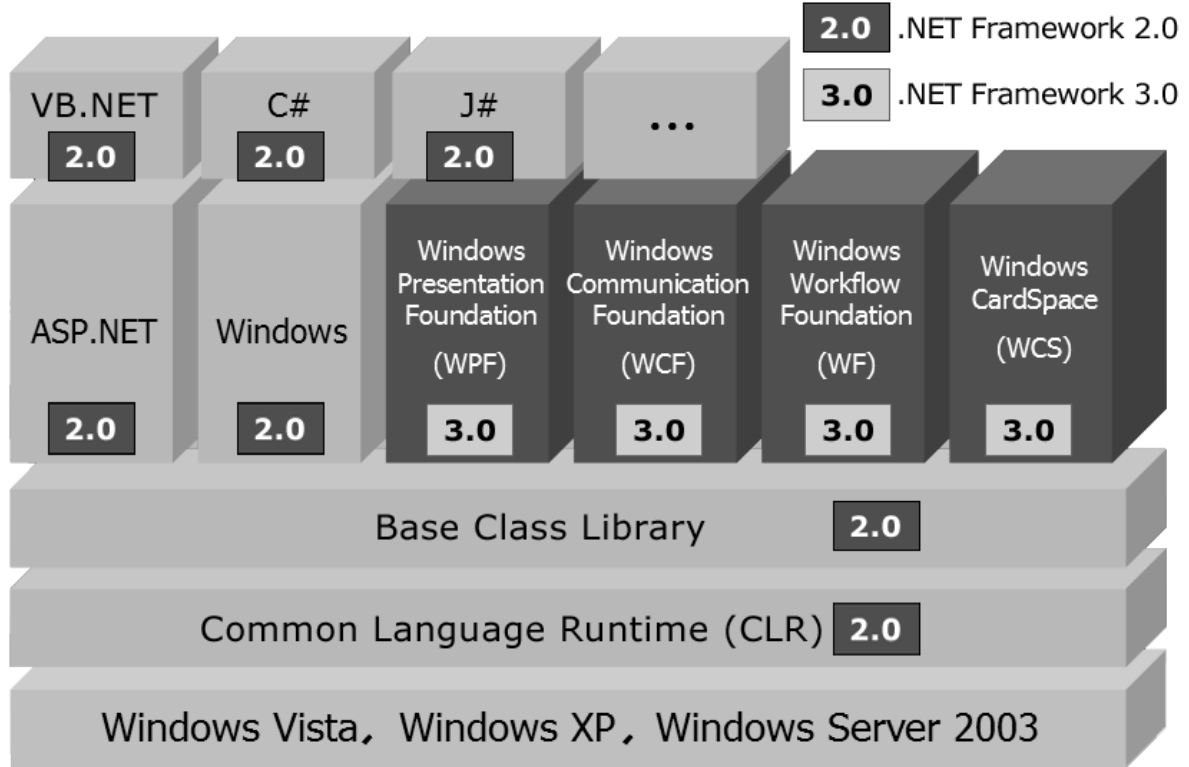 2.0 .NET Framework 2.0
3.0 .NET Framework 3.0
VB.NET
2.0
C#
2.0
J#
2.0
...
ASP.NET
2.0
Windows
2.0
Windows
Presentation
Foundation
(WPF)
3.0
Windows
Communication
Foundation
(WCF)
3.0
Windows
Workflow
Foundation
(WF)
3.0
Windows
CardSpace
(WCS)
3.0
Base Class Library 2.0
Common Language Runtime (CLR) 2.0
Windows Vista, Windows XP, Windows Server 2003